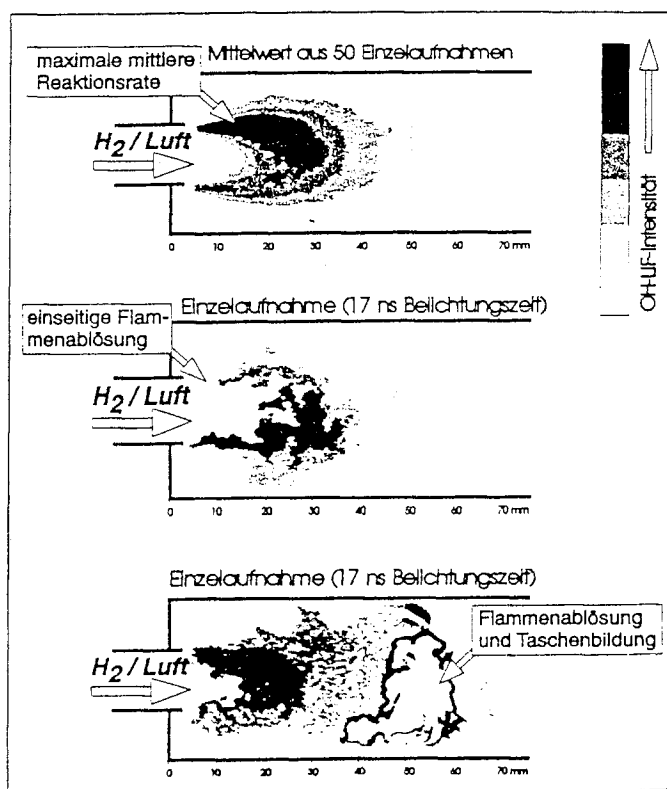 Mittelwert aus 50 Einzelaufnahmen
maximale mittlere
Reaktionsrate
H2 / Luft
0 10 20 30 40 50 60 70 mm
OH-LIF-Intensität
Einzelaufnahme (17 ns Belichtungszeit)
einseitige Flam-
menablösung
H2 / Luft
0 10 20 30 40 50 60 70 mm
Einzelaufnahme (17 ns Belichtungszeit)
Flammenablösung
und Taschenbildung
H2 / Luft
0 10 20 30 40 50 60 70 mm